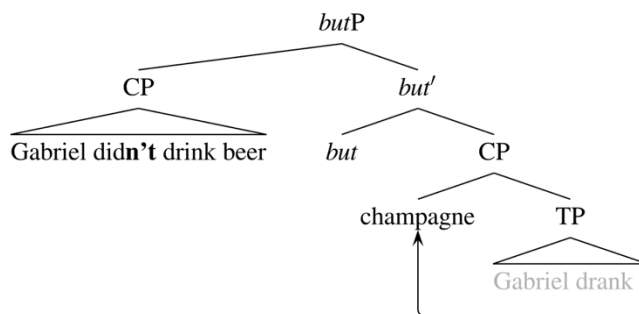 butP
CP but′
Gabriel didn't drink beer but CP
champagne TP
Gabriel drank